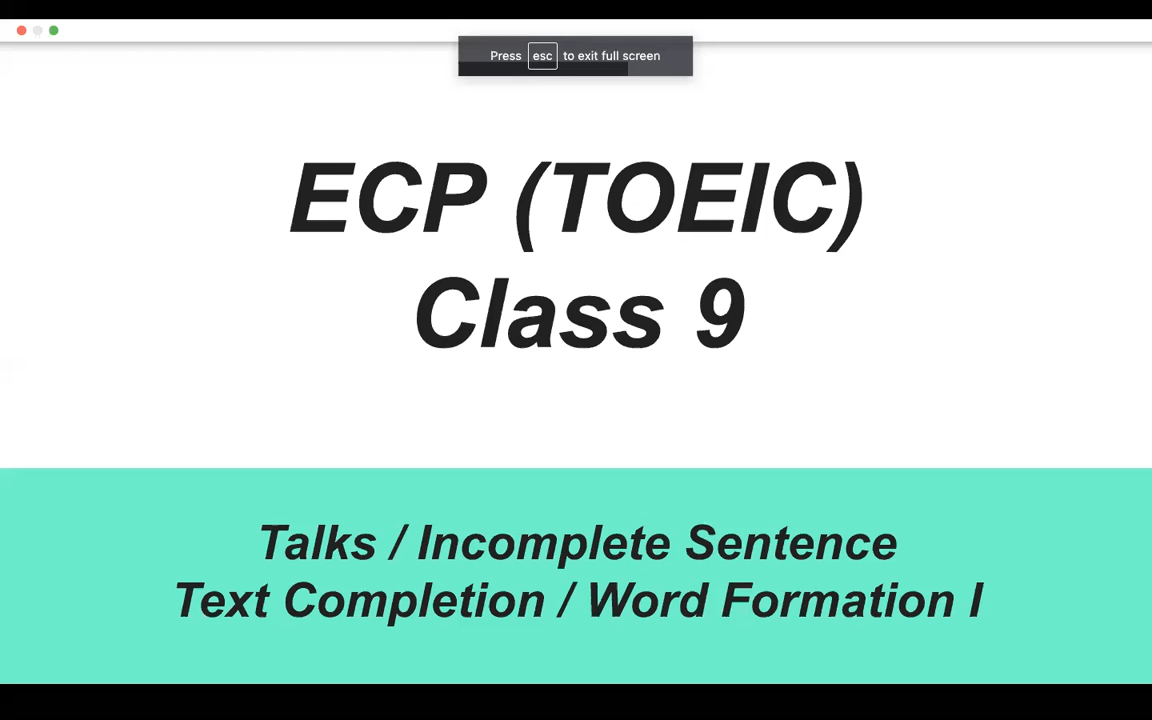 Press esc to exit full screen
ECP (TOEIC)
Class 9
Talks / Incomplete Sentence
Text Completion / Word Formation I